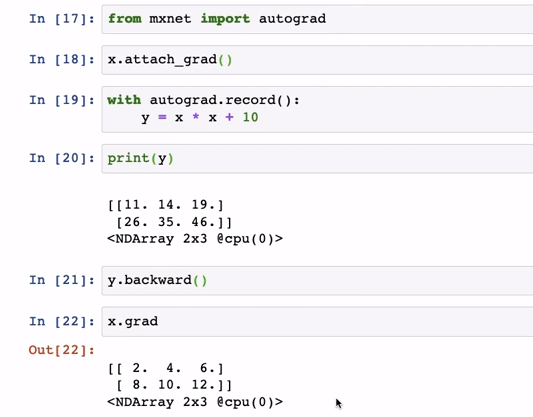 In [17]: from mxnet import autograd
In [18]: x.attach_grad()
In [19]: with autograd.record():
    y = x * x + 10
In [20]: print(y)
[[11. 14. 19.]
 [26. 35. 46.]]
<NDArray 2x3 @cpu(0)>
In [21]: y.backward()
In [22]: x.grad
Out[22]:
[[ 2.  4.  6.]
 [ 8. 10. 12.]]
<NDArray 2x3 @cpu(0)>